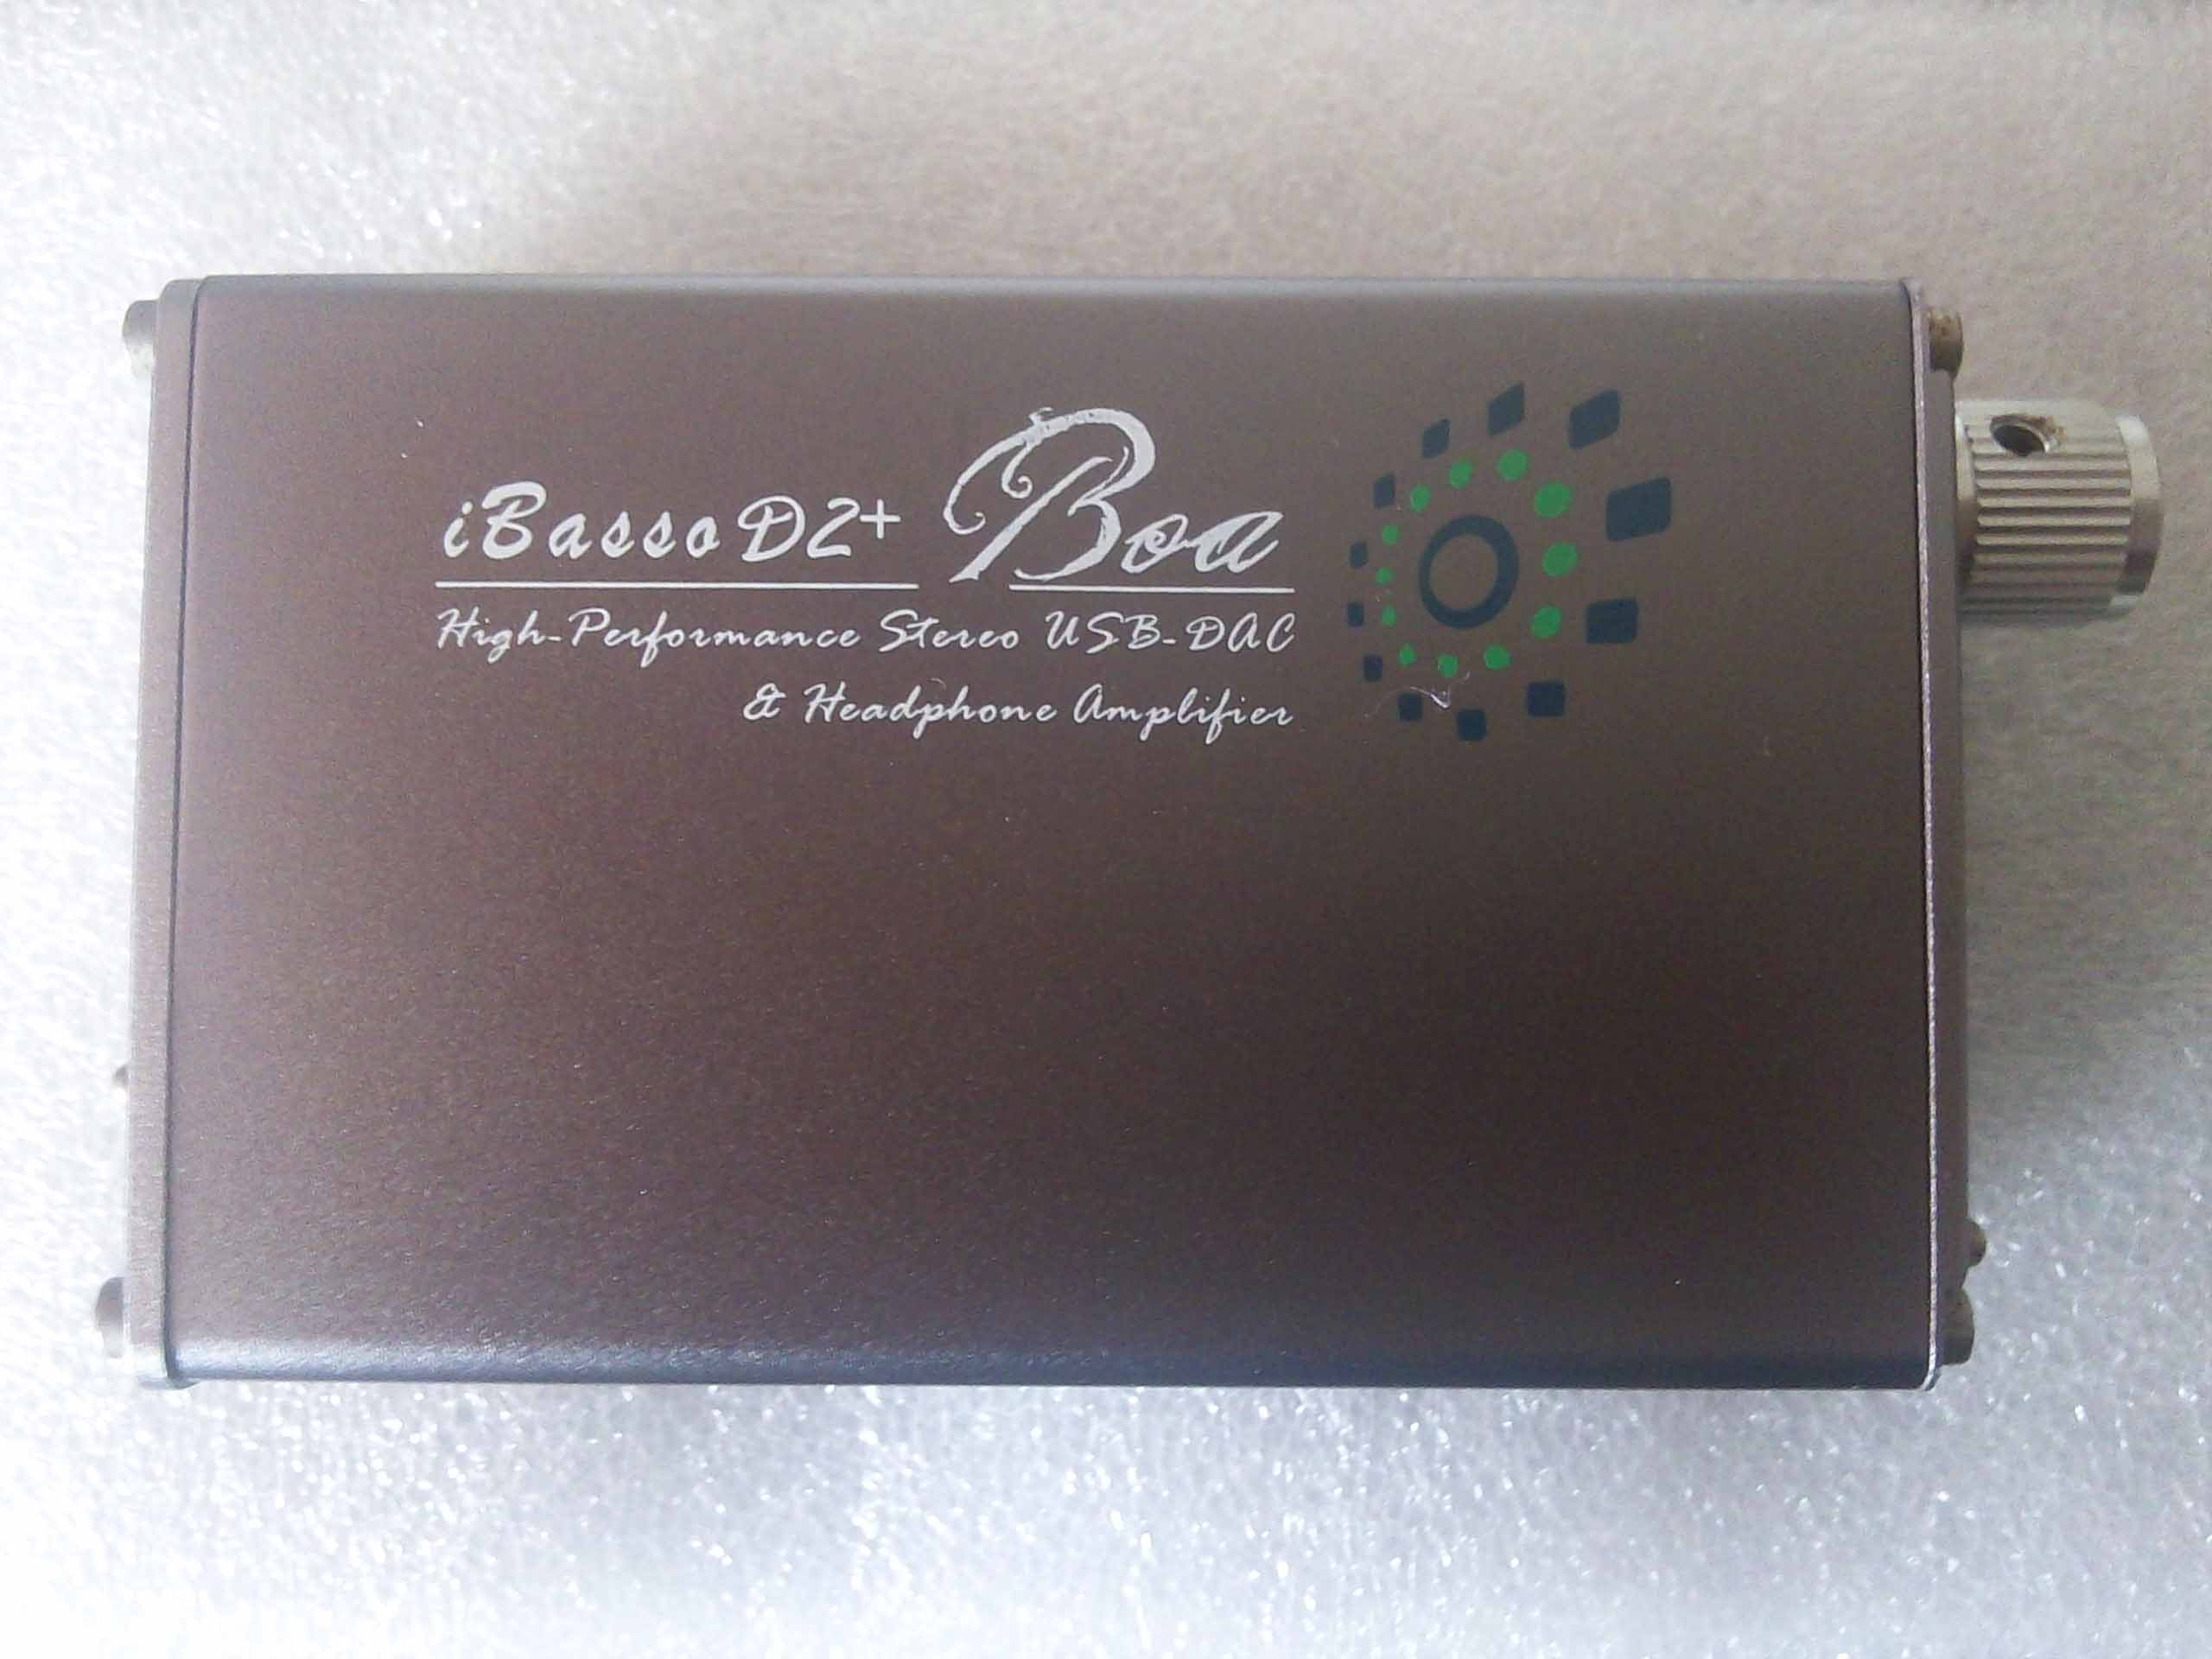 iBasso D2+ Boa
High-Performance Stereo USB-DAC
& Headphone Amplifier